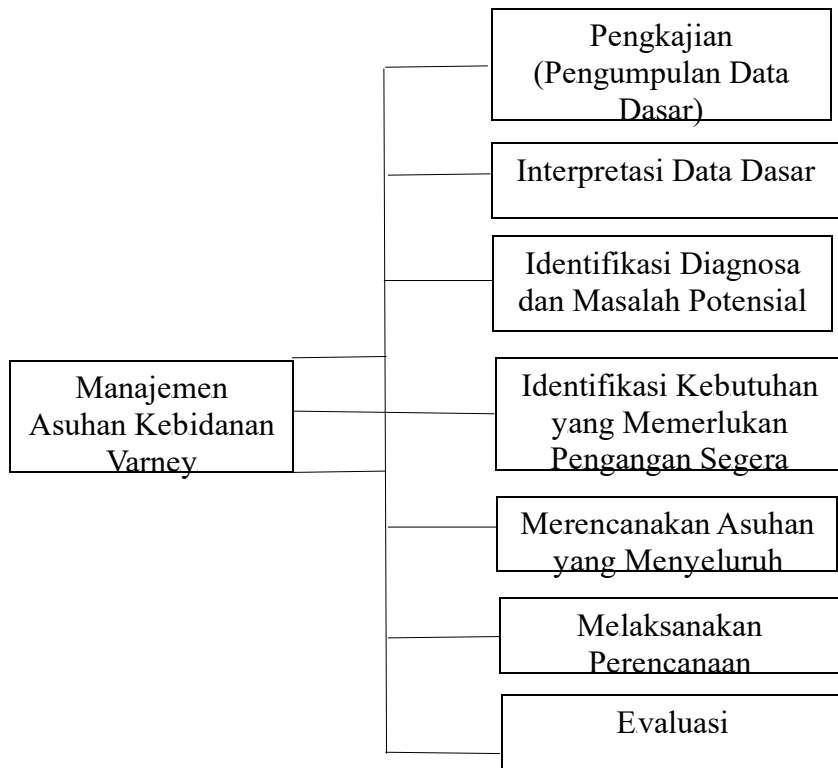 Pengkajian
(Pengumpulan Data
Dasar)
Interpretasi Data Dasar
Identifikasi Diagnosa
dan Masalah Potensial
Manajemen
Asuhan Kebidanan
Varney
Identifikasi Kebutuhan
yang Memerlukan
Pengangan Segera
Merencanakan Asuhan
yang Menyeluruh
Melaksanakan
Perencanaan
Evaluasi